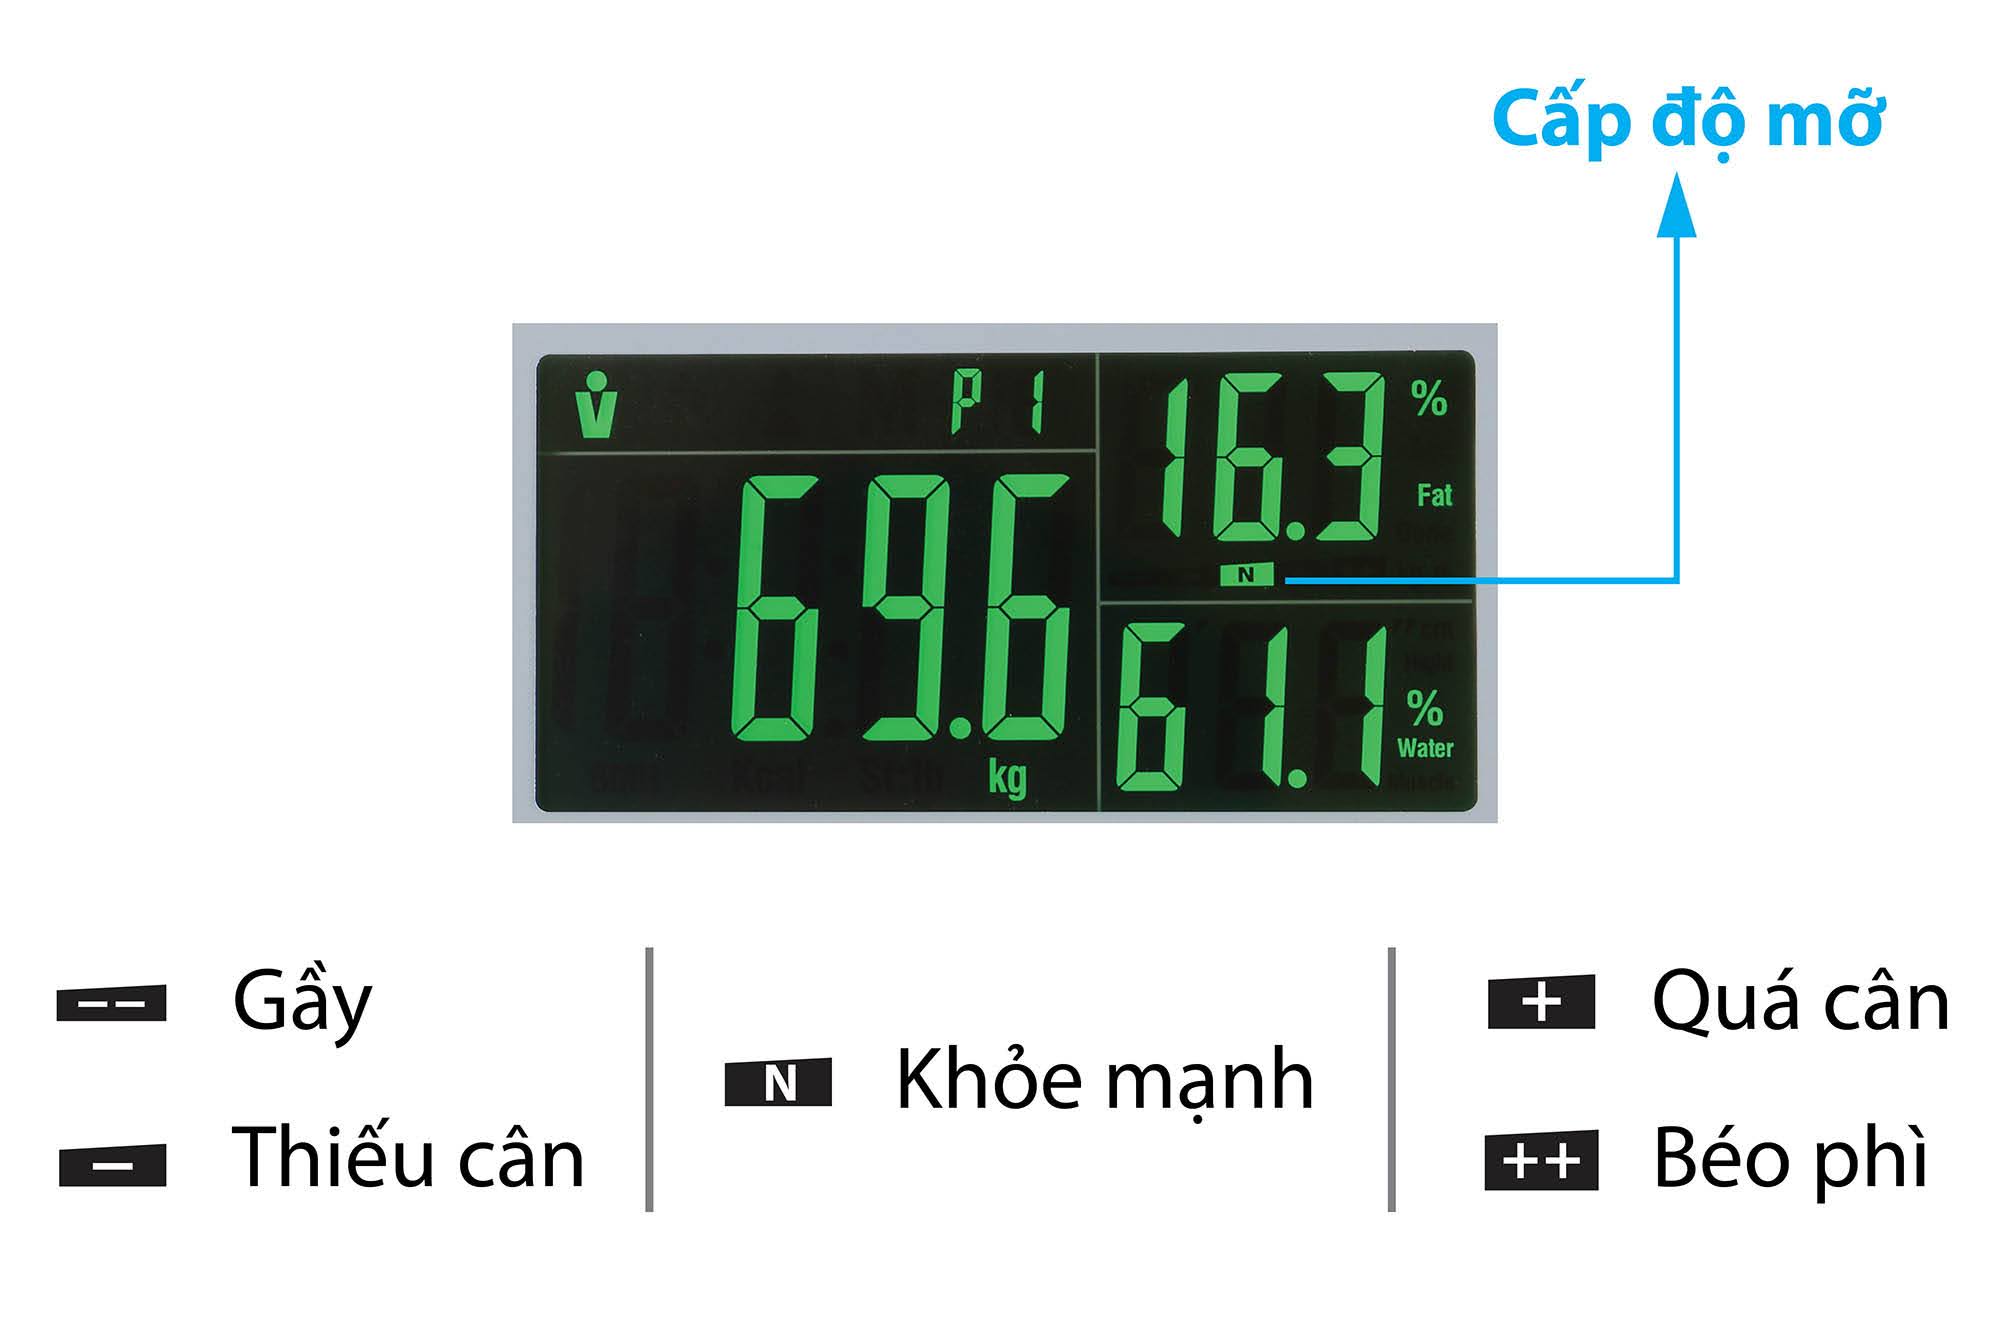 Cấp độ mỡ
P 1
16.3 %
Fat
N
69.6
kg
61.1 %
Water
-- Gầy
- Thiếu cân
N Khỏe mạnh
+ Quá cân
++ Béo phì